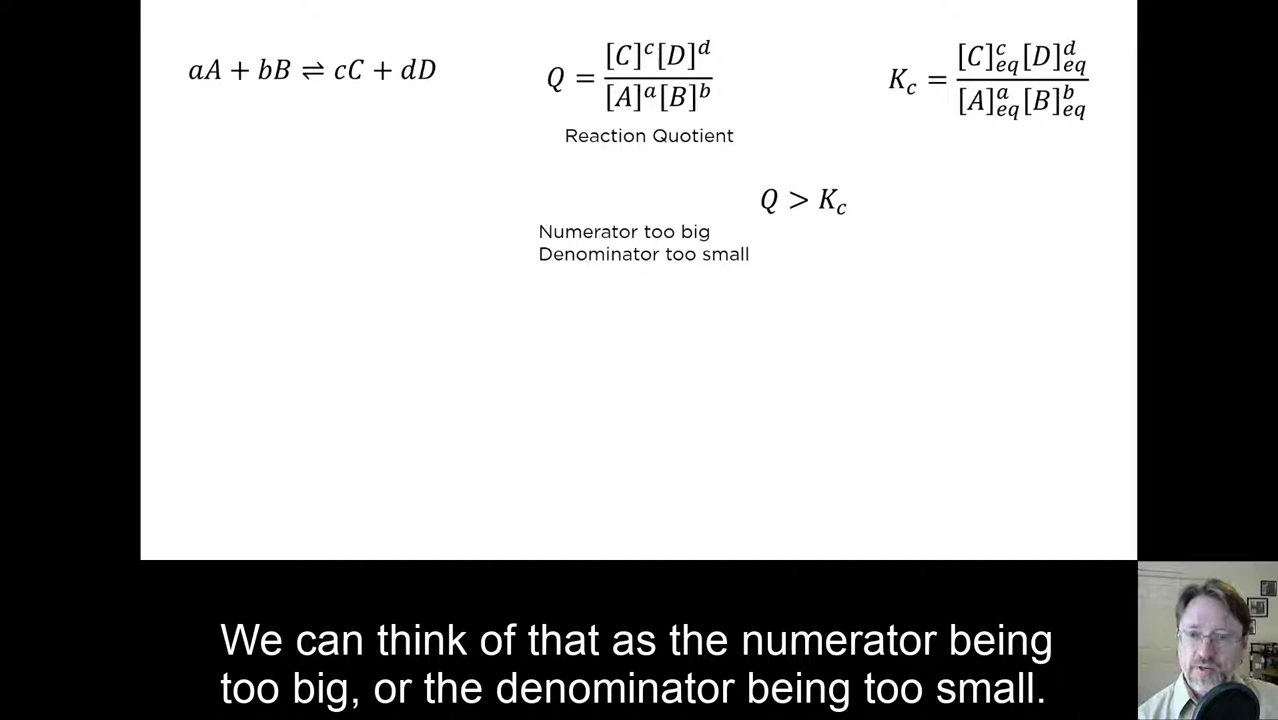 aA + bB ⇌ cC + dD
Q = [C]^c[D]^d / [A]^a[B]^b
K_c = [C]^c_eq[D]^d_eq / [A]^a_eq[B]^b_eq
Reaction Quotient
Q > K_c
Numerator too big
Denominator too small
We can think of that as the numerator being
too big, or the denominator being too small.